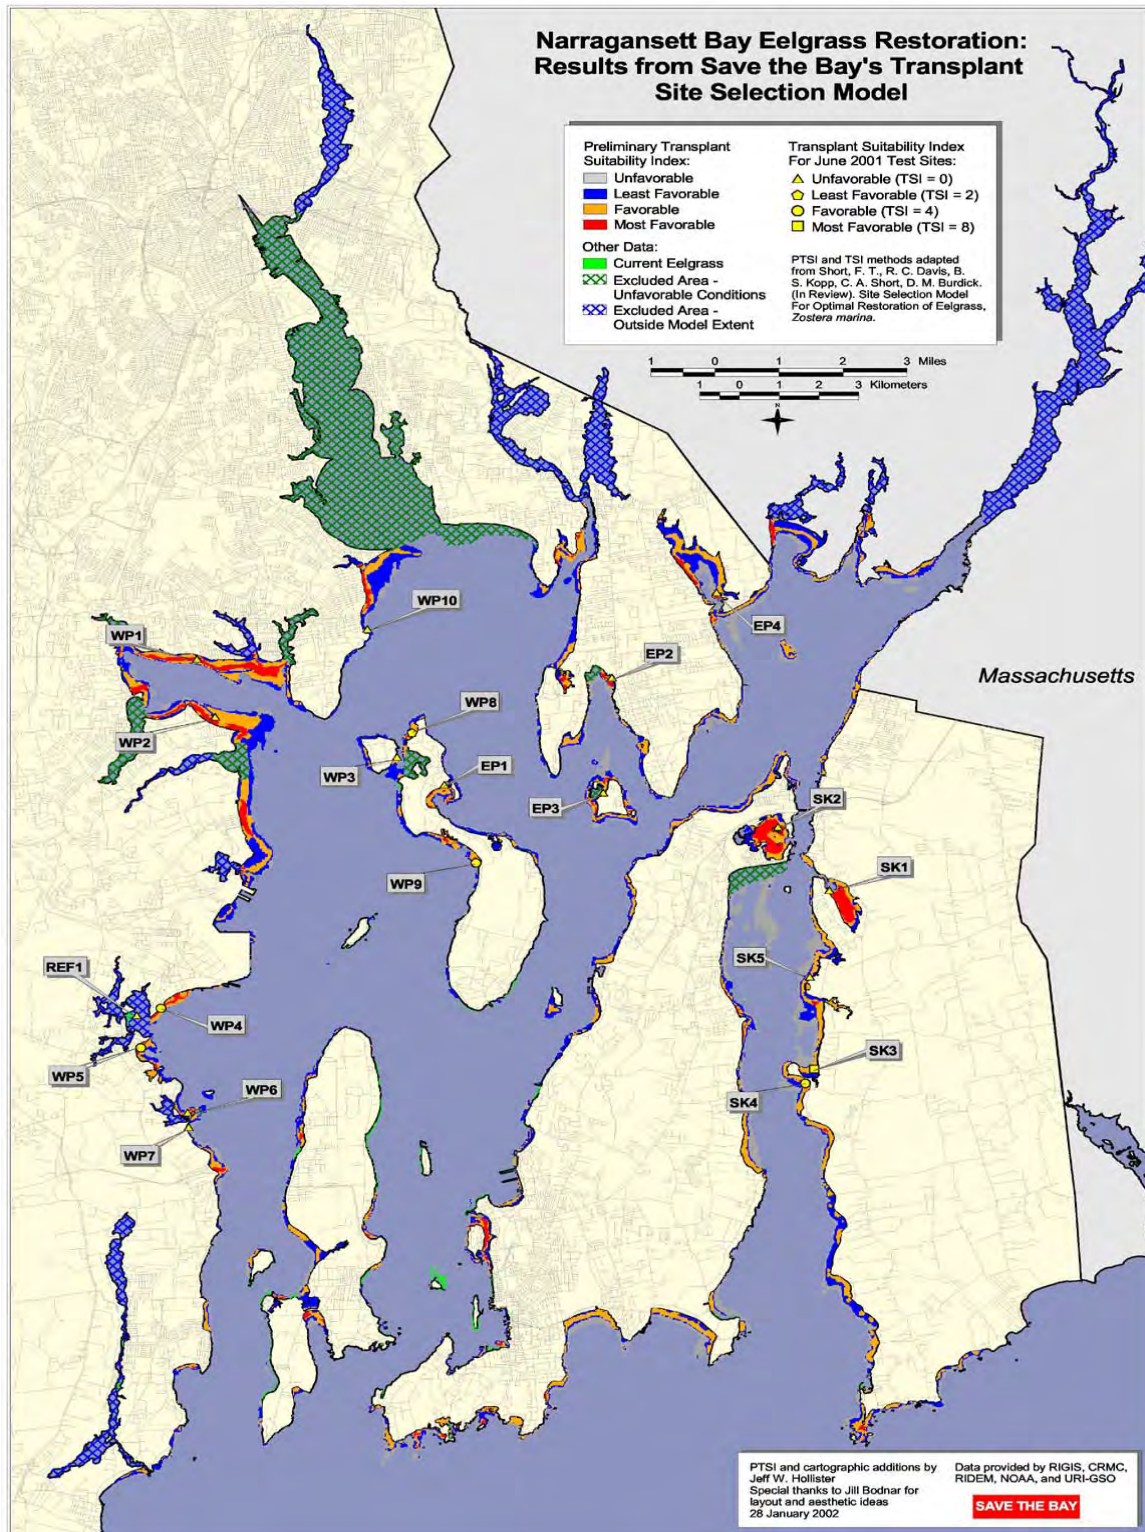 Narragansett Bay Eelgrass Restoration:
Results from Save the Bay's Transplant
Site Selection Model
Preliminary Transplant
Suitability Index:
Unfavorable
Least Favorable
Favorable
Most Favorable
Other Data:
Current Eelgrass
Excluded Area -
Unfavorable Conditions
Excluded Area -
Outside Model Extent
Transplant Suitability Index
For June 2001 Test Sites:
Unfavorable (TSI = 0)
Least Favorable (TSI = 2)
Favorable (TSI = 4)
Most Favorable (TSI = 8)
PTSI and TSI methods adapted
from Short, F. T., R. C. Davis, B.
S. Kopp, C. A. Short, D. M. Burdick.
(In Review). Site Selection Model
For Optimal Restoration of Eelgrass,
Zostera marina.
1 0 1 2 3 Miles
1 0 1 2 3 Kilometers
N
WP10
EP4
WP1
EP2
Massachusetts
WP8
WP2
WP3
EP1
EP3
SK2
SK1
WP9
SK5
REF1
WP4
SK3
WP5
WP6
SK4
WP7
PTSI and cartographic additions by
Jeff W. Hollister
Special thanks to Jill Bodnar for
layout and aesthetic ideas
28 January 2002
Data provided by RIGIS, CRMC,
RIDEM, NOAA, and URI-GSO
SAVE THE BAY